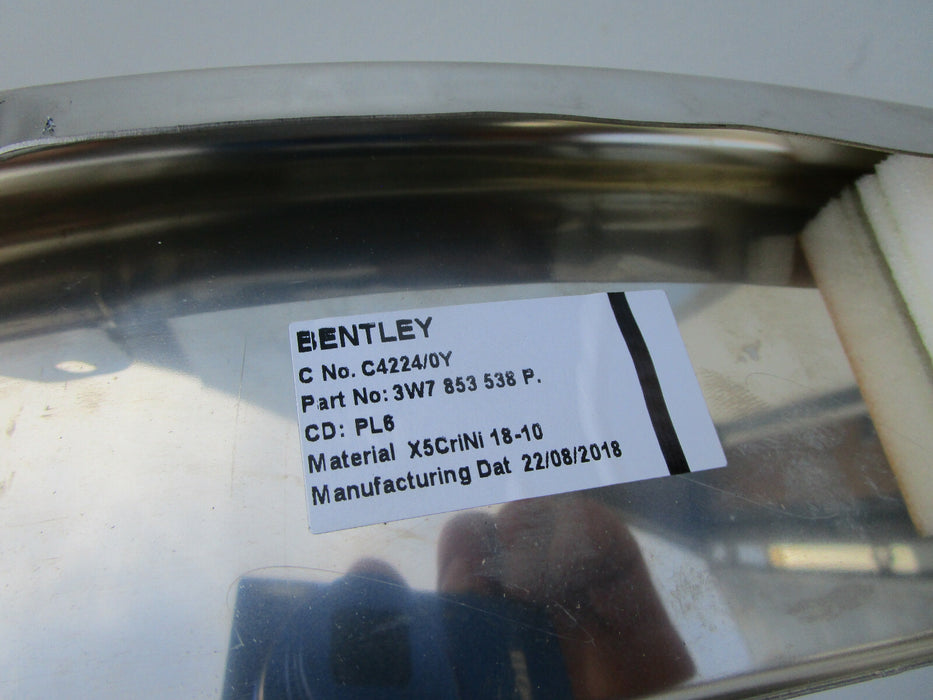 BENTLEY
C No. C4224/0Y
Part No: 3W7 853 538 P.
CD: PL6
Material X5CriNi 18-10
Manufacturing Dat 22/08/2018